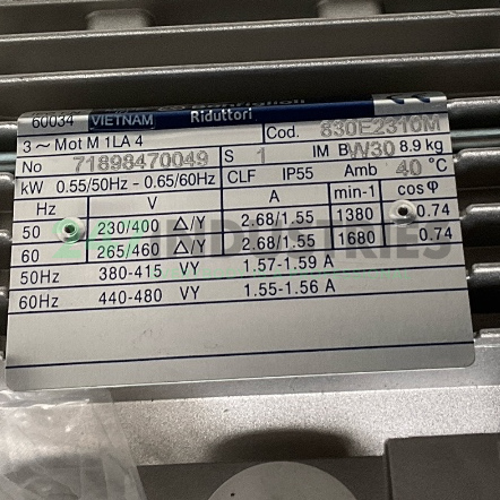 60034 VIETNAM Riduttori
3 ~ Mot M 1LA 4 Cod. 830E2310M
No 71898470049 S 1 IM BW30 8.9 kg
kW 0.55/50Hz - 0.65/60Hz CLF IP55 Amb 40 °C
Hz V A min-1 cosφ
50 230/400 △/Y 2.68/1.55 1380 0.74
60 265/460 △/Y 2.68/1.55 1680 0.74
50Hz 380-415 VY 1.57-1.59 A
60Hz 440-480 VY 1.55-1.56 A